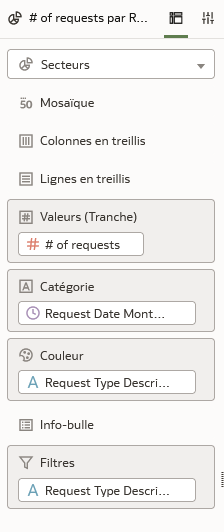 # of requests par R...
Secteurs
Mosaïque
Colonnes en treillis
Lignes en treillis
Valeurs (Tranche)
# of requests
Catégorie
Request Date Mont...
Couleur
A Request Type Descri...
Info-bulle
Filtres
A Request Type Descri...